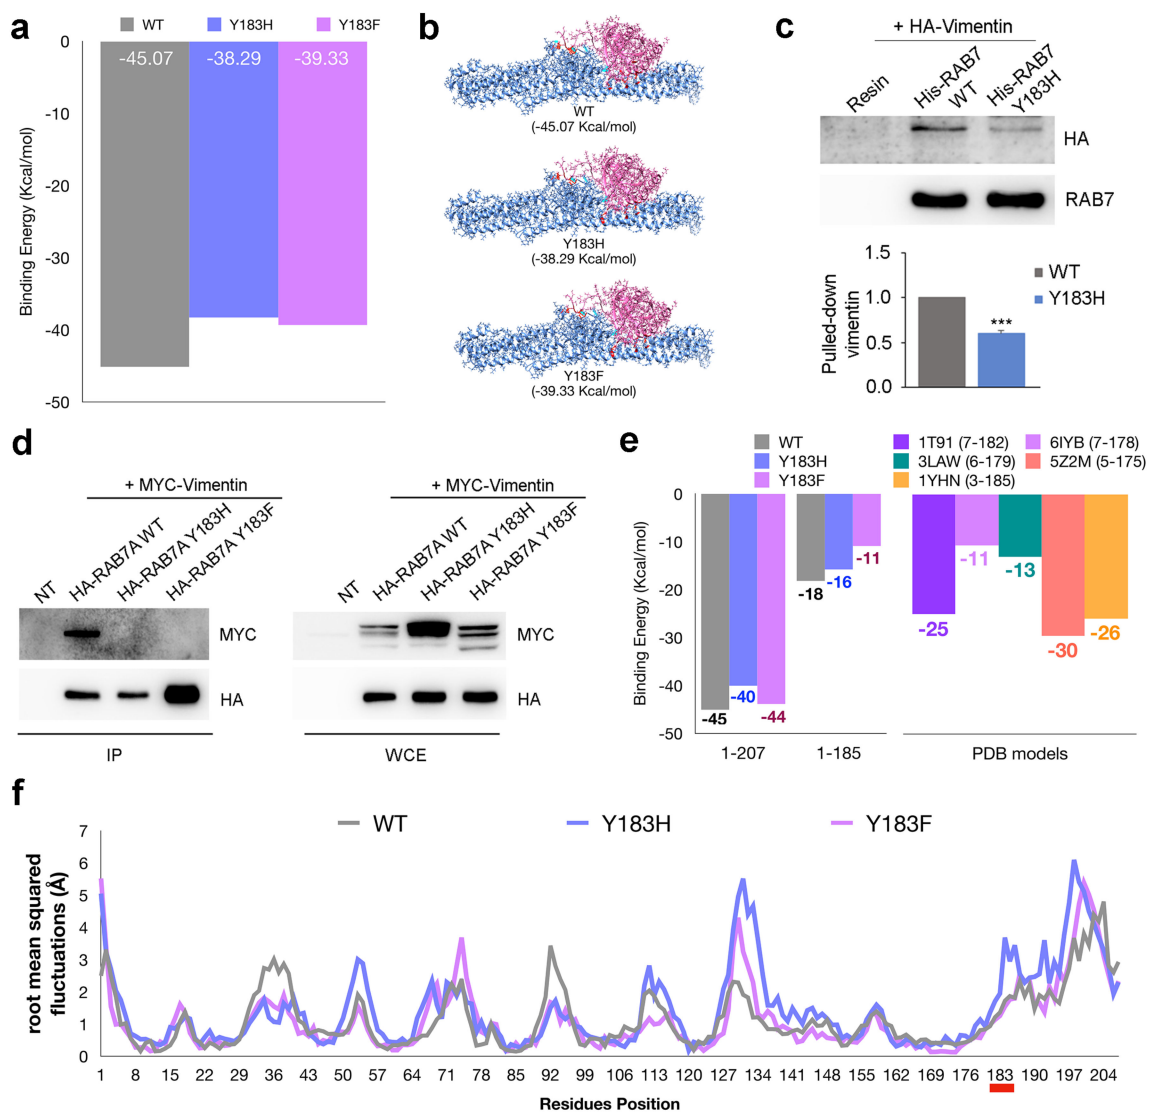 a
WT
Y183H
Y183F
0
-10
-20
-30
-40
-50
Binding Energy (Kcal/mol)
-45.07
-38.29
-39.33
b
WT
(-45.07 Kcal/mol)
Y183H
(-38.29 Kcal/mol)
Y183F
(-39.33 Kcal/mol)
c
+ HA-Vimentin
Resin
His-RAB7
WT
His-RAB7
Y183H
HA
RAB7
1.5
1.0
0.5
0.0
Pulled-down
vimentin
***
WT
Y183H
d
+ MYC-Vimentin
NT
HA-RAB7A WT
HA-RAB7A Y183H
HA-RAB7A Y183F
MYC
HA
IP
+ MYC-Vimentin
NT
HA-RAB7A WT
HA-RAB7A Y183H
HA-RAB7A Y183F
MYC
HA
WCE
e
WT
Y183H
Y183F
1T91 (7-182)
3LAW (6-179)
1YHN (3-185)
6IYB (7-178)
5Z2M (5-175)
0
-10
-20
-30
-40
-50
Binding Energy (Kcal/mol)
-45
-40
-44
-18
-16
-11
-25
-11
-13
-30
-26
1-207
1-185
PDB models
f
WT
Y183H
Y183F
7
6
5
4
3
2
1
0
root mean squared
fluctuations (Å)
1 8 15 22 29 36 43 50 57 64 71 78 85 92 99 106 113 120 127 134 141 148 155 162 169 176 183 190 197 204
Residues Position